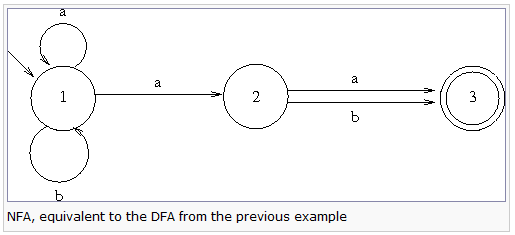 a
1
a
2
a
b
3
b
NFA, equivalent to the DFA from the previous example